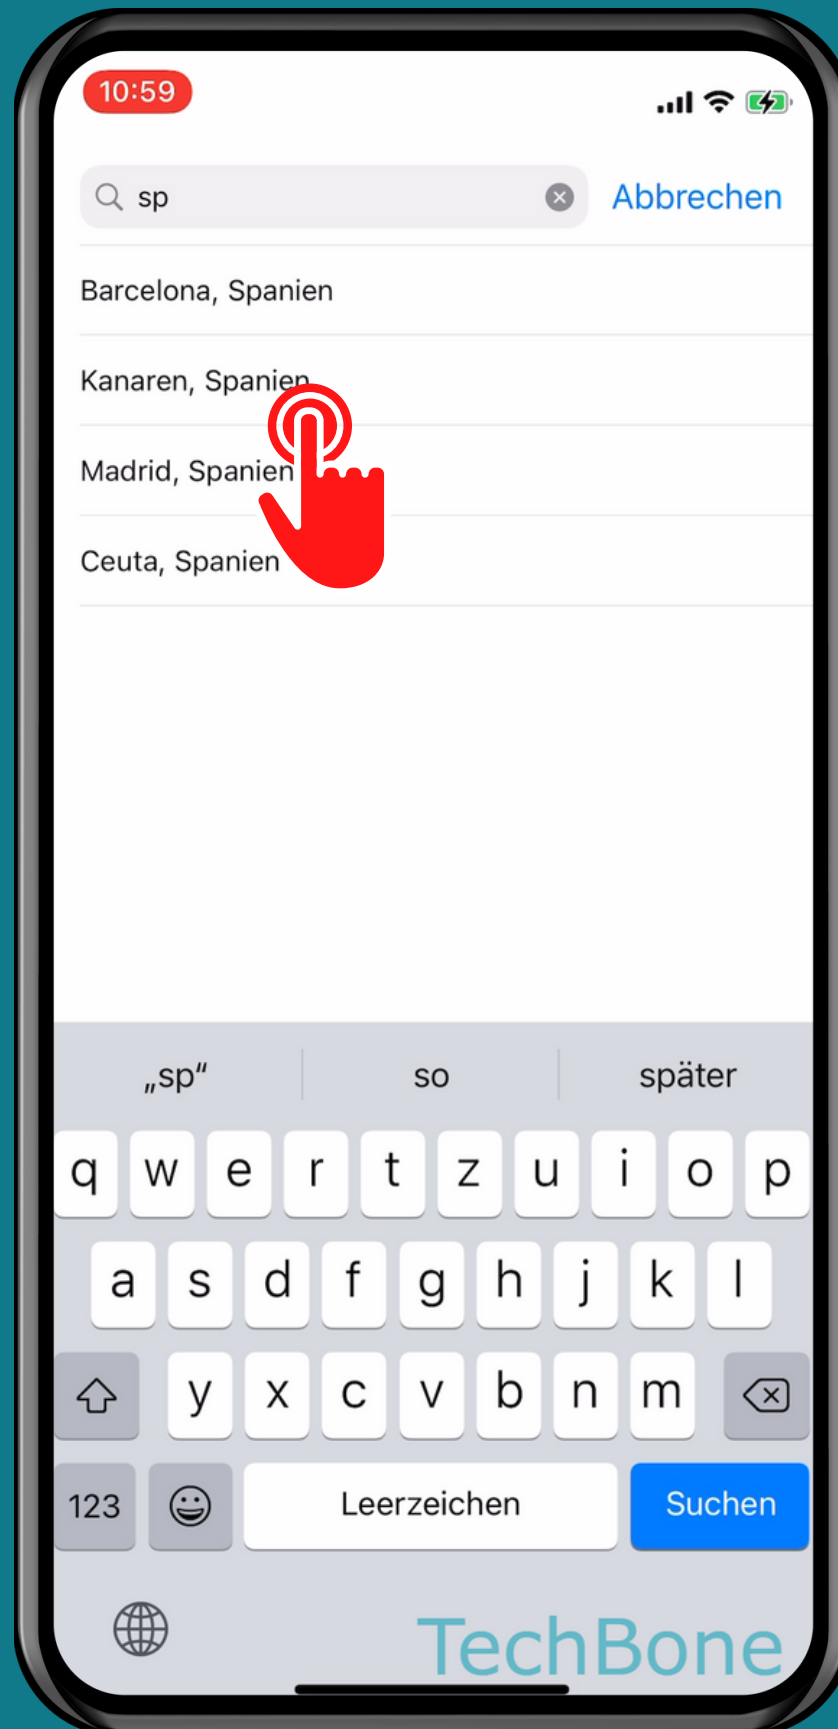 10:59
sp
Abbrechen
Barcelona, Spanien
Kanaren, Spanien
Madrid, Spanien
Ceuta, Spanien
„sp“ so später
q w e r t z u i o p
a s d f g h j k l
y x c v b n m
123 Leerzeichen Suchen
TechBone